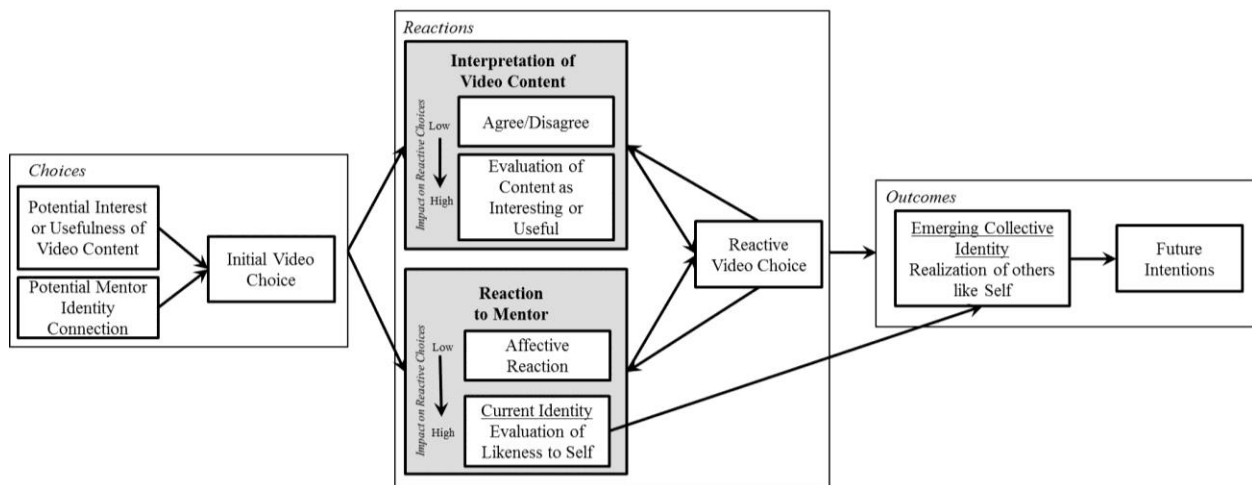 Choices
Potential Interest
or Usefulness of
Video Content
Potential Mentor
Identity
Connection
Initial Video
Choice
Reactions
Interpretation of
Video Content
Impact on Reactive Choices
Low
High
Agree/Disagree
Evaluation of
Content as
Interesting or
Useful
Reaction
to Mentor
Impact on Reactive Choices
Low
High
Affective
Reaction
Current Identity
Evaluation of
Likeness to Self
Reactive
Video Choice
Outcomes
Emerging Collective
Identity
Realization of others
like Self
Future
Intentions